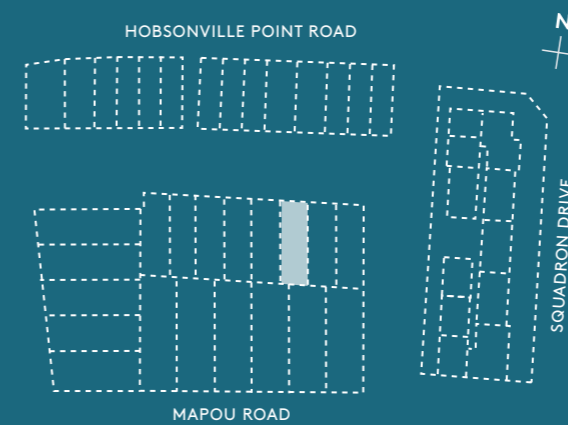 HOBSONVILLE POINT ROAD
N
SQUADRON DRIVE
MAPOU ROAD